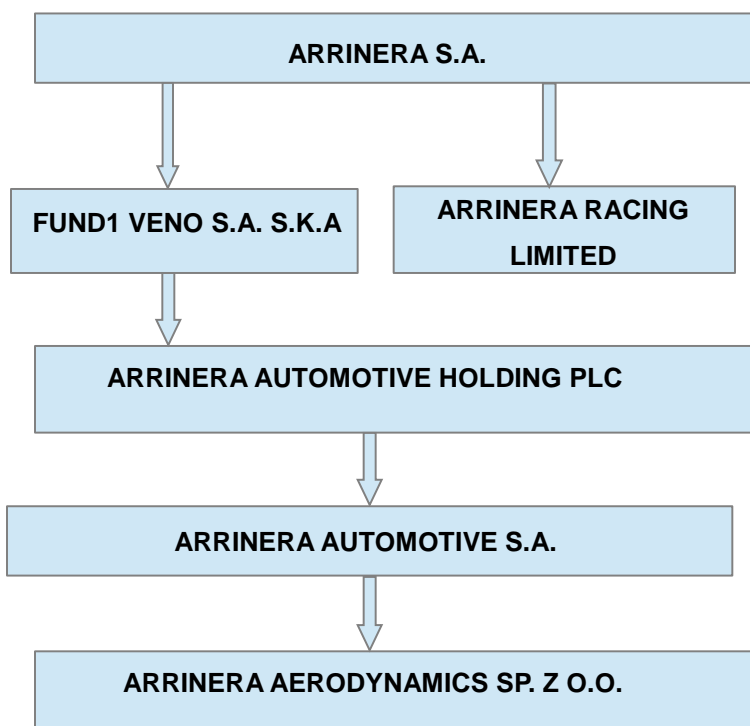 ARRINERA S.A.
FUND1 VENO S.A. S.K.A
ARRINERA RACING
LIMITED
ARRINERA AUTOMOTIVE HOLDING PLC
ARRINERA AUTOMOTIVE S.A.
ARRINERA AERODYNAMICS SP. Z O.O.